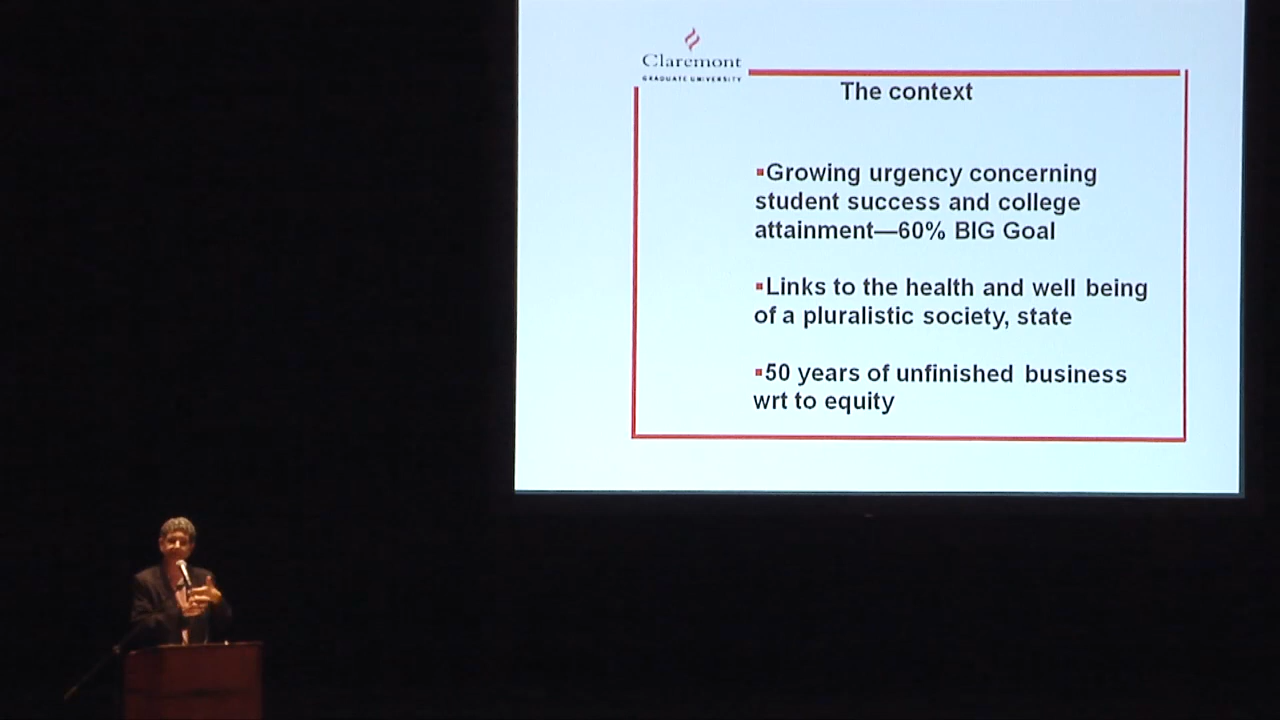 Claremont
GRADUATE UNIVERSITY
The context
▪Growing urgency concerning
student success and college
attainment—60% BIG Goal
▪Links to the health and well being
of a pluralistic society, state
▪50 years of unfinished business
wrt to equity